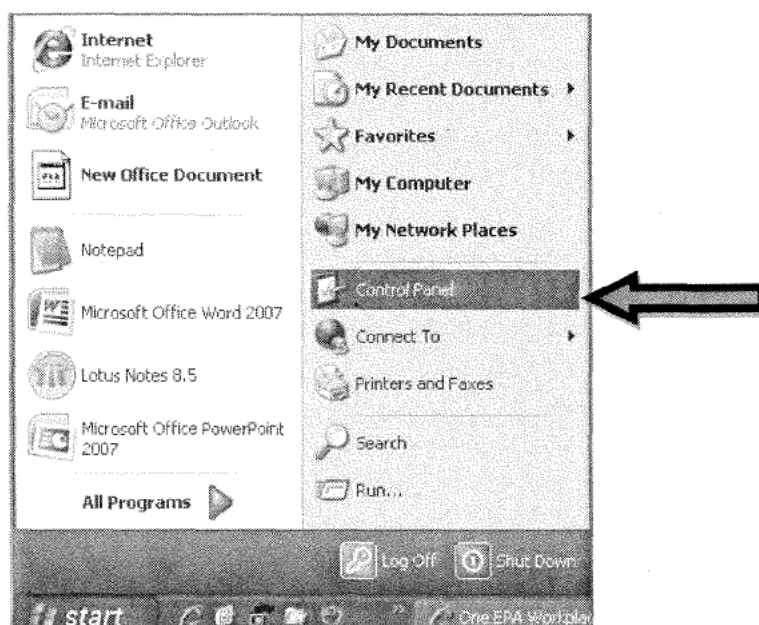 Internet
Internet Explorer
E-mail
Microsoft Office Outlook
New Office Document
Notepad
Microsoft Office Word 2007
Lotus Notes 8.5
Microsoft Office PowerPoint
2007
All Programs
My Documents
My Recent Documents
Favorites
My Computer
My Network Places
Control Panel
Connect To
Printers and Faxes
Search
Run...
Log Off
Shut Down
start
One EPA Workplac